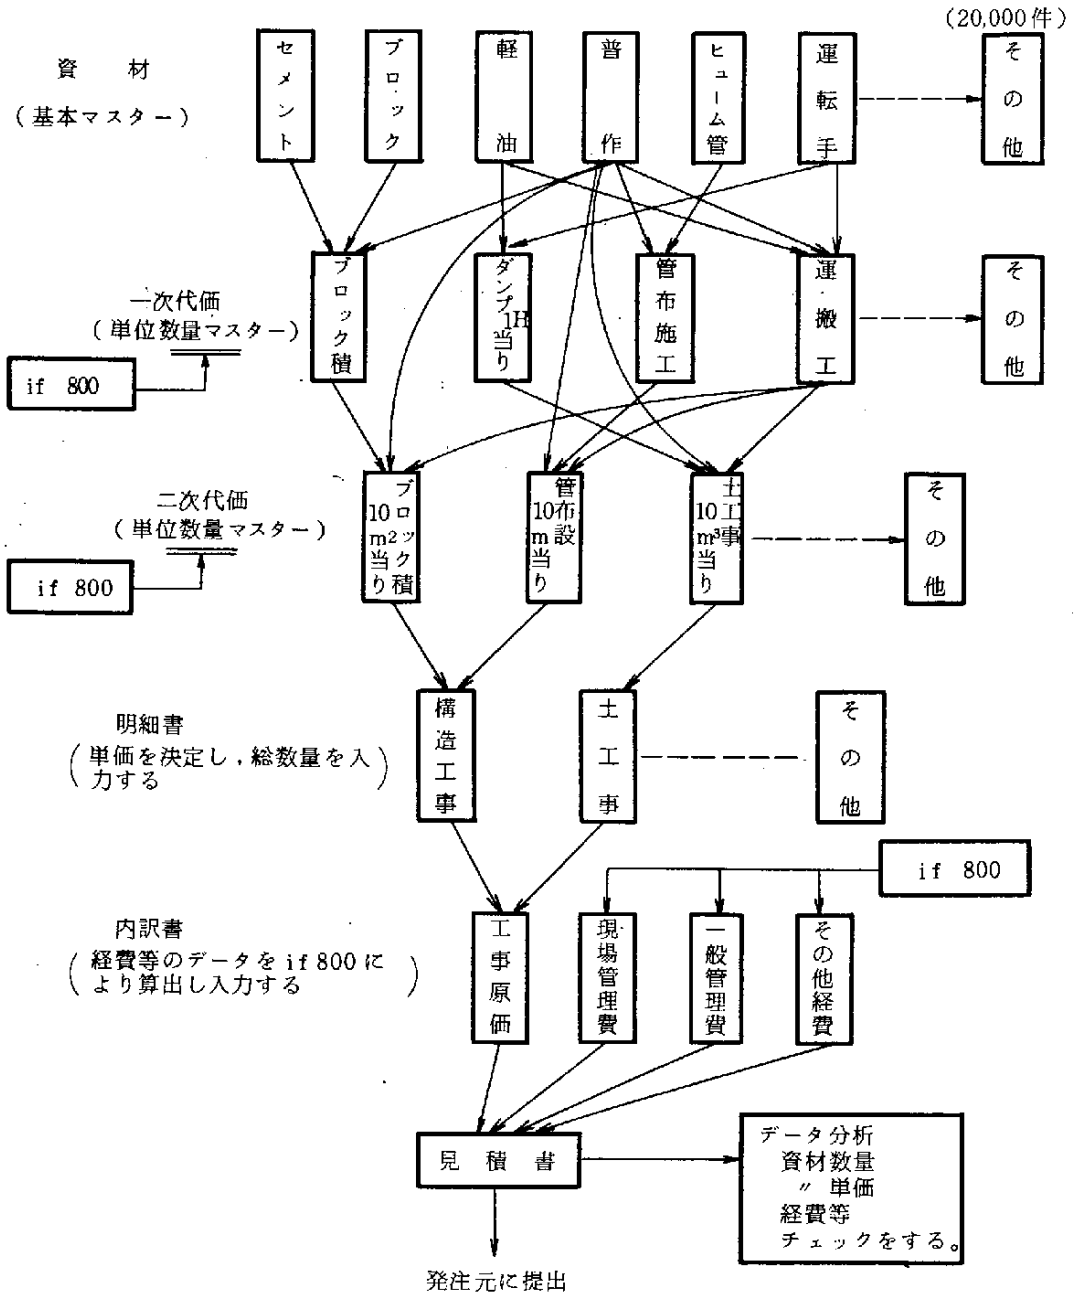 (20,000件)
資材
(基本マスター)
セメント
ブロック
軽油
普作
ヒューム管
運転手
その他
一次代価
(単位数量マスター)
if 800
ブロック積
ダンプ
1H当り
管布施工
運搬工
その他
二次代価
(単位数量マスター)
if 800
ブロック積
10m²当り
管布設
10m当り
土工事
10m³当り
その他
明細書
(単価を決定し,総数量を入
力する)
構造工事
土工事
その他
if 800
内訳書
(経費等のデータをif800に
より算出し入力する)
工事原価
現場管理費
一般管理費
その他経費
見積書
データ分析
資材数量
〃 単価
経費等
チェックをする。
発注元に提出